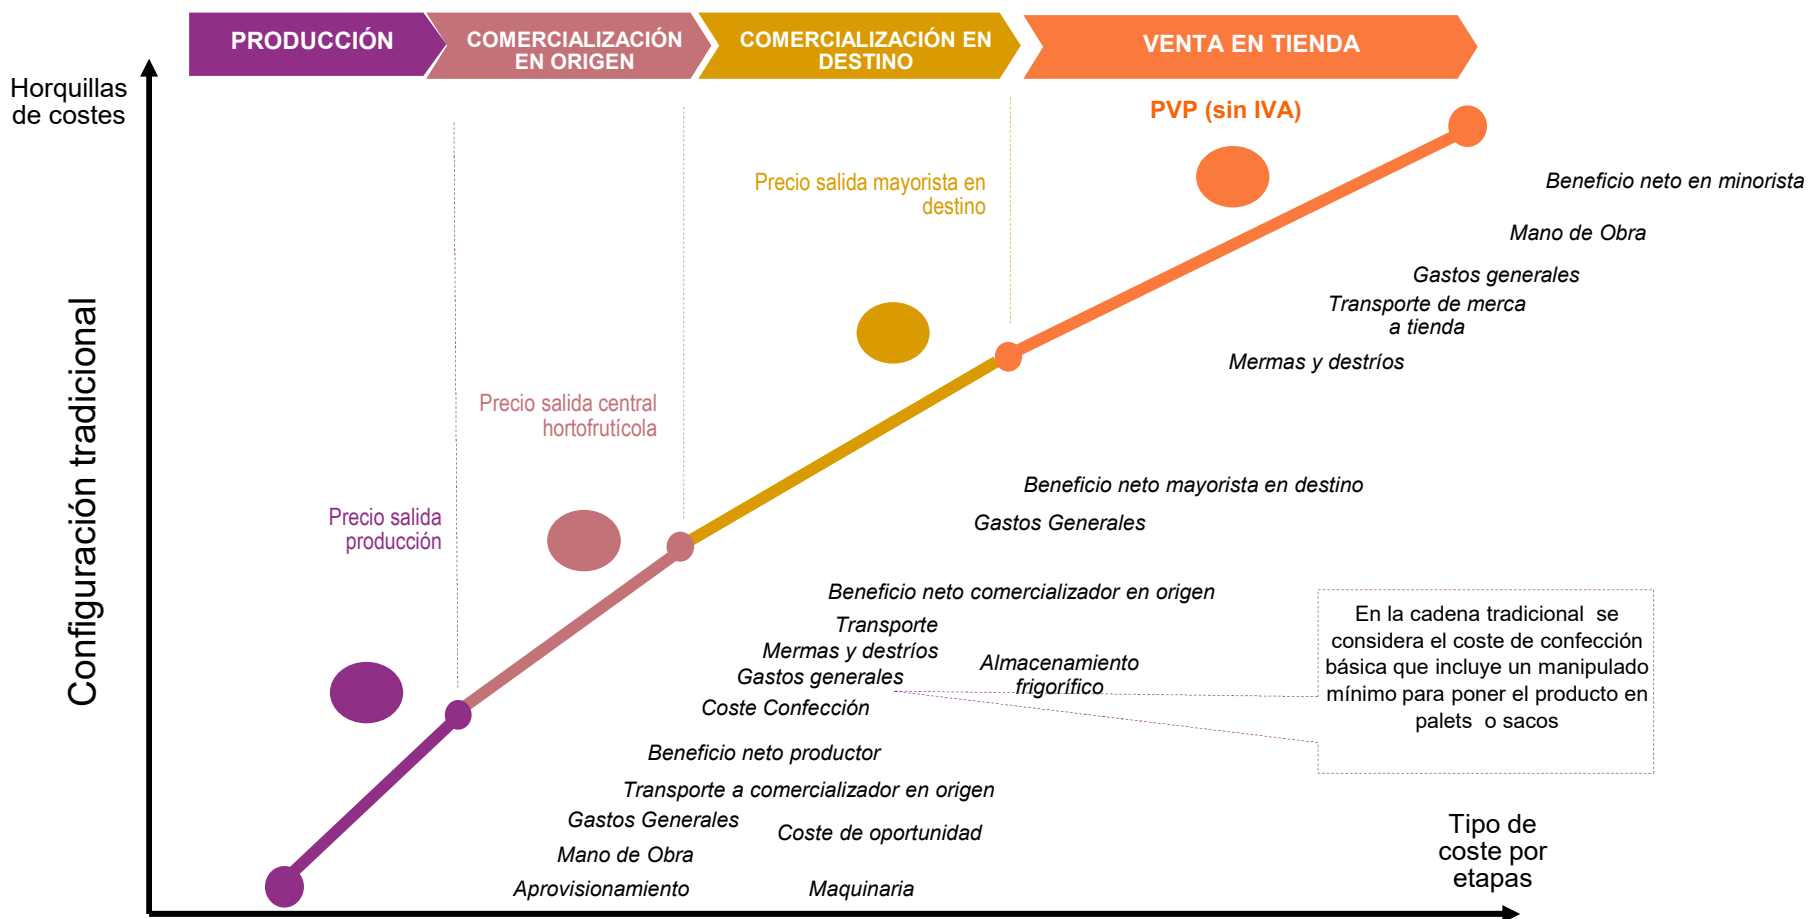 PRODUCCIÓN
COMERCIALIZACIÓN
EN ORIGEN
COMERCIALIZACIÓN EN
DESTINO
VENTA EN TIENDA
Horquillas
de costes
PVP (sin IVA)
Precio salida mayorista en
destino
Beneficio neto en minorista
Mano de Obra
Gastos generales
Transporte de merca
a tienda
Mermas y destríos
Configuración tradicional
Precio salida central
hortofrutícola
Beneficio neto mayorista en destino
Gastos Generales
Precio salida
producción
Beneficio neto comercializador en origen
Transporte
Mermas y destríos
Gastos generales
Almacenamiento
frigorífico
Coste Confección
En la cadena tradicional se
considera el coste de confección
básica que incluye un manipulado
mínimo para poner el producto en
palets o sacos
Beneficio neto productor
Transporte a comercializador en origen
Gastos Generales
Coste de oportunidad
Mano de Obra
Aprovisionamiento
Maquinaria
Tipo de
coste por
etapas